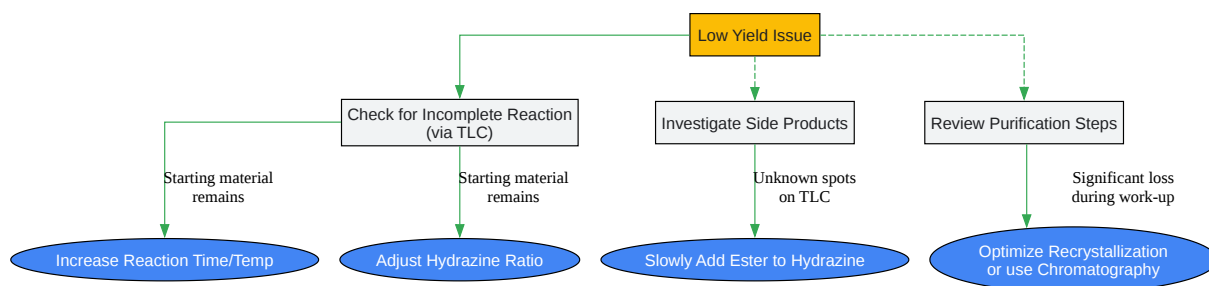 Low Yield Issue
Check for Incomplete Reaction
(via TLC)
Investigate Side Products
Review Purification Steps
Starting material
remains
Starting material
remains
Unknown spots
on TLC
Significant loss
during work-up
Increase Reaction Time/Temp
Adjust Hydrazine Ratio
Slowly Add Ester to Hydrazine
Optimize Recrystallization
or use Chromatography